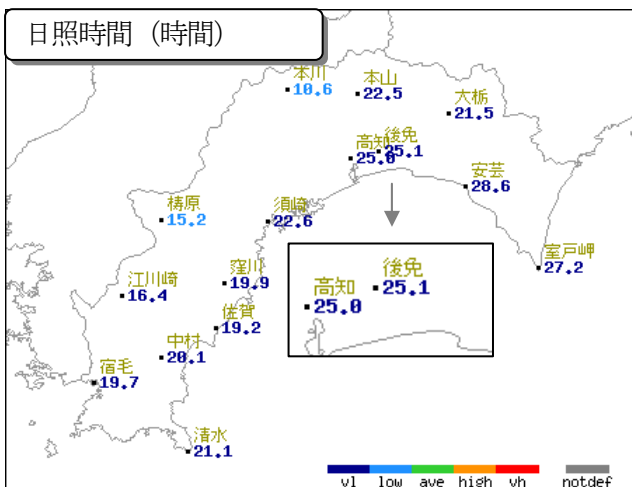 日照時間（時間）
本川
10.6
本山
22.5
大栃
21.5
高知
25.0
後免
25.1
安芸
28.6
梼原
15.2
須崎
22.6
室戸岬
27.2
江川崎
16.4
窪川
19.9
佐賀
19.2
高知
25.0
後免
25.1
中村
20.1
宿毛
19.7
清水
21.1
vl low ave high vh notdef